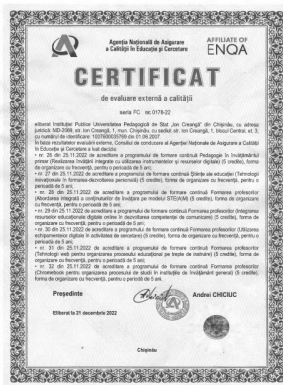 Agenția Națională de Asigurare
a Calității în Educație și Cercetare
AFFILIATE OF
ENQA
CERTIFICAT
de evaluare externă a calității
seria FC nr. 0178-22
eliberat Instituției Publice Universitatea Pedagogică de Stat „Ion Creangă” din Chișinău, cu adresa
juridică MD-2069, str. Ion Creangă, 1, mun. Chișinău, cu sediul: str. Ion Creangă, 1, blocul Central, et. 3,
cu numărul de identificare: 1007600035769 din 01.06.2007
În baza rezultatelor evaluării externe, Consiliul de conducere al Agenției Naționale de Asigurare a Calității
în Educație și Cercetare a luat deciziile:
• nr. 26 din 25.11.2022 de acreditare a programului de formare continuă Pedagogie în învățământul
preșcolar (Realizarea învățării integrate cu utilizarea instrumentelor și resurselor digitale) (5 credite), forma
de organizare cu frecvență, pentru o perioadă de 5 ani;
• nr. 27 din 25.11.2022 de acreditare a programului de formare continuă Științe ale educației (Tehnologii
inovaționale în formarea-dezvoltarea personală) (5 credite), forma de organizare cu frecvență, pentru o
perioadă de 5 ani;
• nr. 28 din 25.11.2022 de acreditare a programului de formare continuă Formarea profesorilor
(Abordarea integrată a conținuturilor de învățare pe modelul STE(A)M) (5 credite), forma de organizare
cu frecvență, pentru o perioadă de 5 ani;
• nr. 29 din 25.11.2022 de acreditare a programului de formare continuă Formarea profesorilor (Integrarea
resurselor educaționale digitale online în dezvoltarea competenței de comunicare) (5 credite), forma de
organizare cu frecvență, pentru o perioadă de 5 ani;
• nr. 30 din 25.11.2022 de acreditare a programului de formare continuă Formarea profesorilor (Utilizarea
echipamentelor digitale în activitatea de cercetare) (5 credite), forma de organizare cu frecvență, pentru o
perioadă de 5 ani;
• nr. 31 din 25.11.2022 de acreditare a programului de formare continuă Formarea profesorilor
(Tehnologii web pentru organizarea procesului educațional pe trepte de instruire) (5 credite), forma de
organizare cu frecvență, pentru o perioadă de 5 ani;
• nr. 32 din 25.11.2022 de acreditare a programului de formare continuă Formarea profesorilor
(Chromebook pentru organizarea procesului de studii în instituțiile de învățământ general) (5 credite),
forma de organizare cu frecvență, pentru o perioadă de 5 ani.
Președinte
Andrei CHICIUC
Eliberat la 21 decembrie 2022
Chișinău